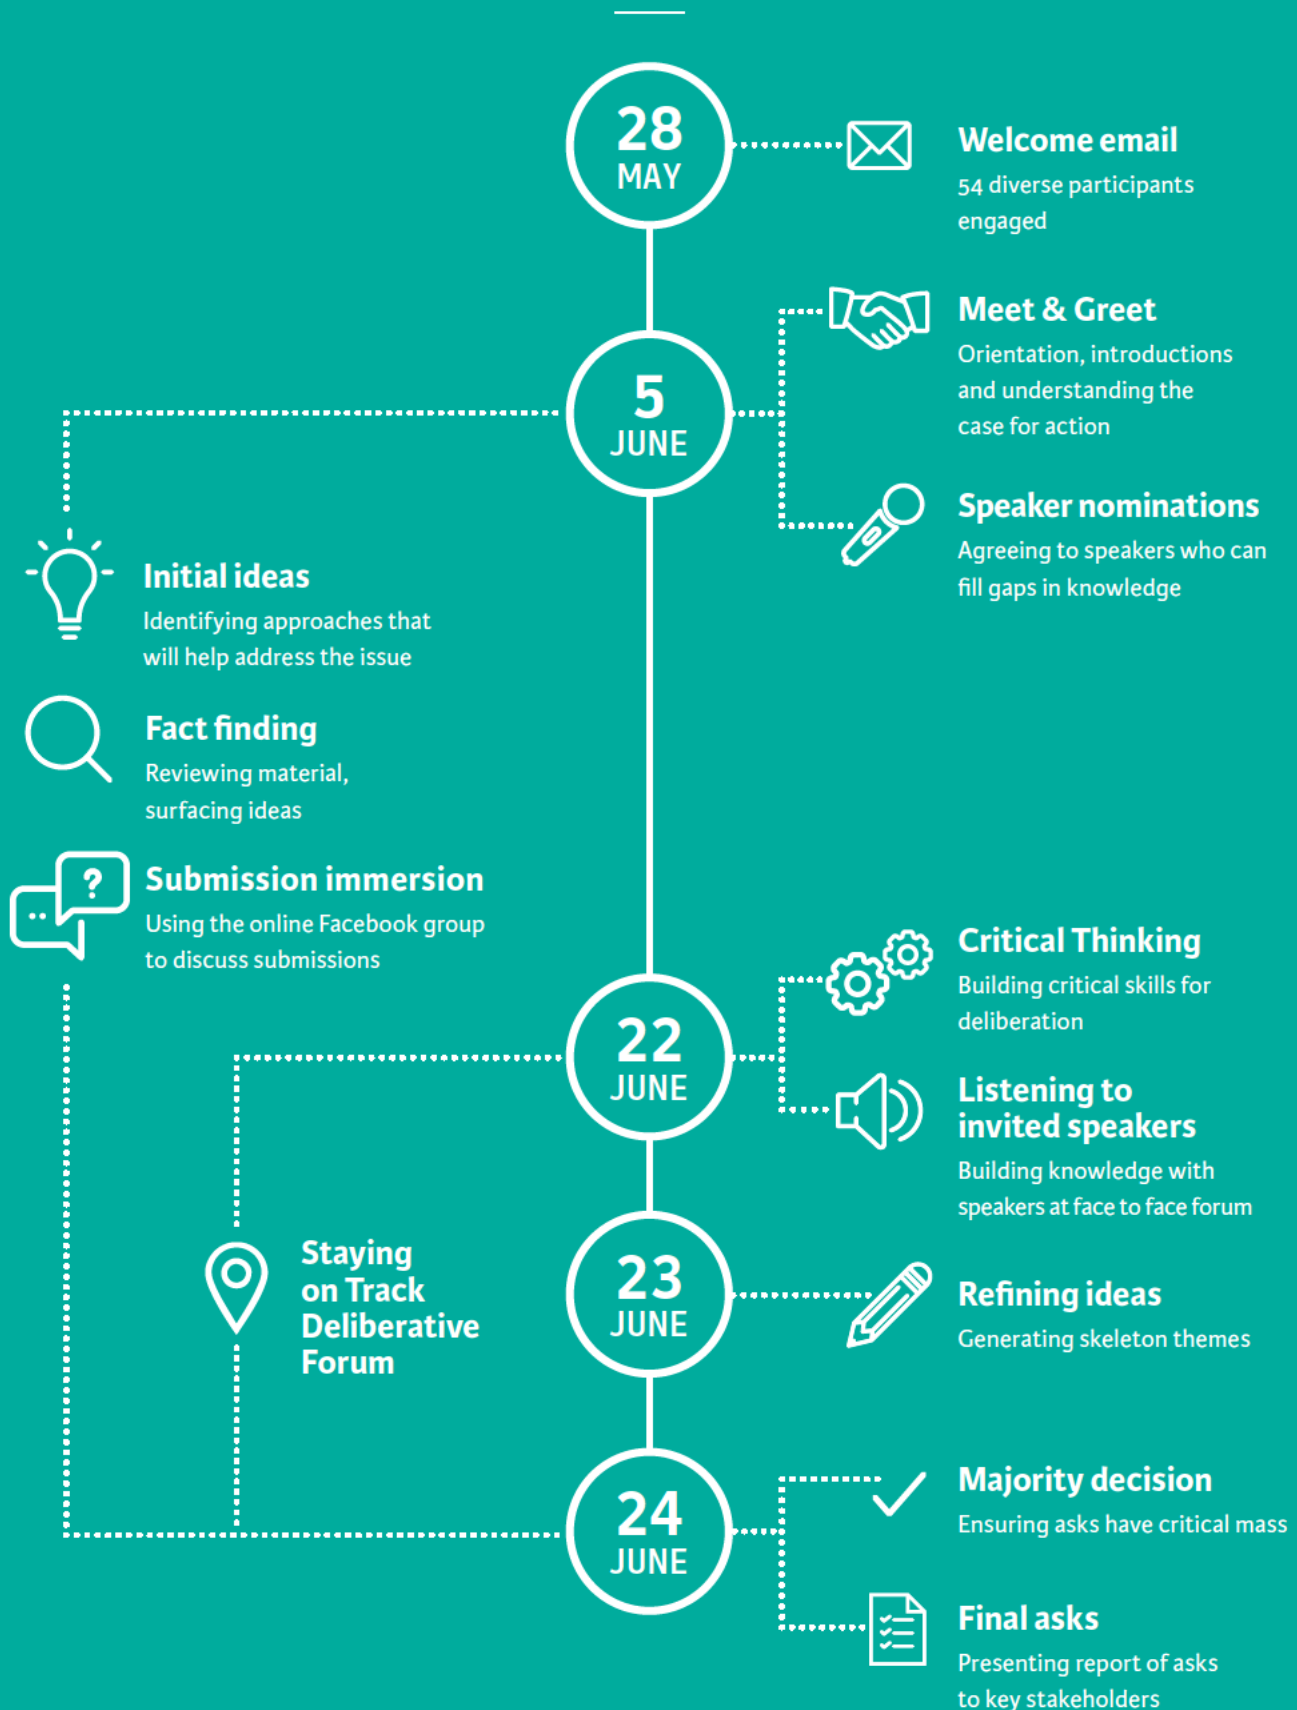 28
MAY
Welcome email
54 diverse participants
engaged
5
JUNE
Meet & Greet
Orientation, introductions
and understanding the
case for action
Speaker nominations
Agreeing to speakers who can
fill gaps in knowledge
Initial ideas
Identifying approaches that
will help address the issue
Fact finding
Reviewing material,
surfacing ideas
?
Submission immersion
Using the online Facebook group
to discuss submissions
22
JUNE
Critical Thinking
Building critical skills for
deliberation
Listening to
invited speakers
Building knowledge with
speakers at face to face forum
Staying
on Track
Deliberative
Forum
23
JUNE
Refining ideas
Generating skeleton themes
24
JUNE
Majority decision
Ensuring asks have critical mass
Final asks
Presenting report of asks
to key stakeholders